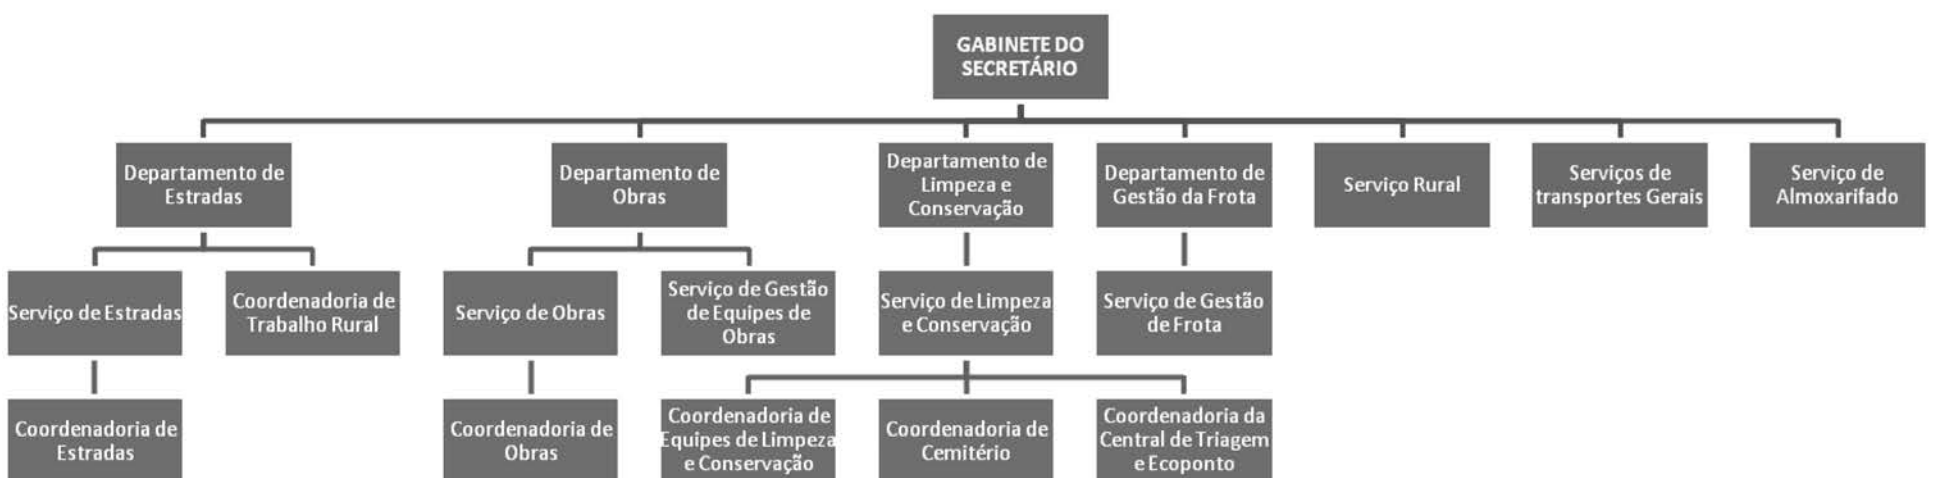 GABINETE DO
SECRETÁRIO
Departamento de
Estradas
Departamento de
Obras
Departamento de
Limpeza e
Conservação
Departamento de
Gestão da Frota
Serviço Rural
Serviços de
transportes Gerais
Serviço de
Almoxarifado
Serviço de Estradas
Coordenadoria de
Trabalho Rural
Serviço de Obras
Serviço de Gestão
de Equipes de
Obras
Serviço de Limpeza
e Conservação
Serviço de Gestão
de Frota
Coordenadoria de
Estradas
Coordenadoria de
Obras
Coordenadoria de
Equipes de Limpeza
e Conservação
Coordenadoria de
Cemitério
Coordenadoria da
Central de Triagem
e Ecoponto